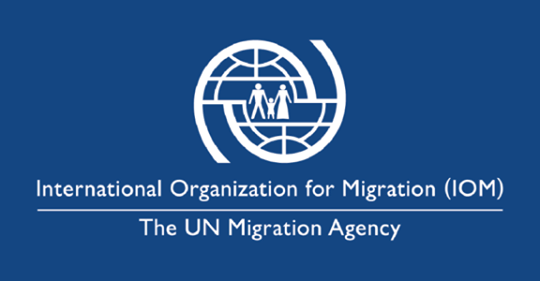 International Organization for Migration (IOM)
The UN Migration Agency